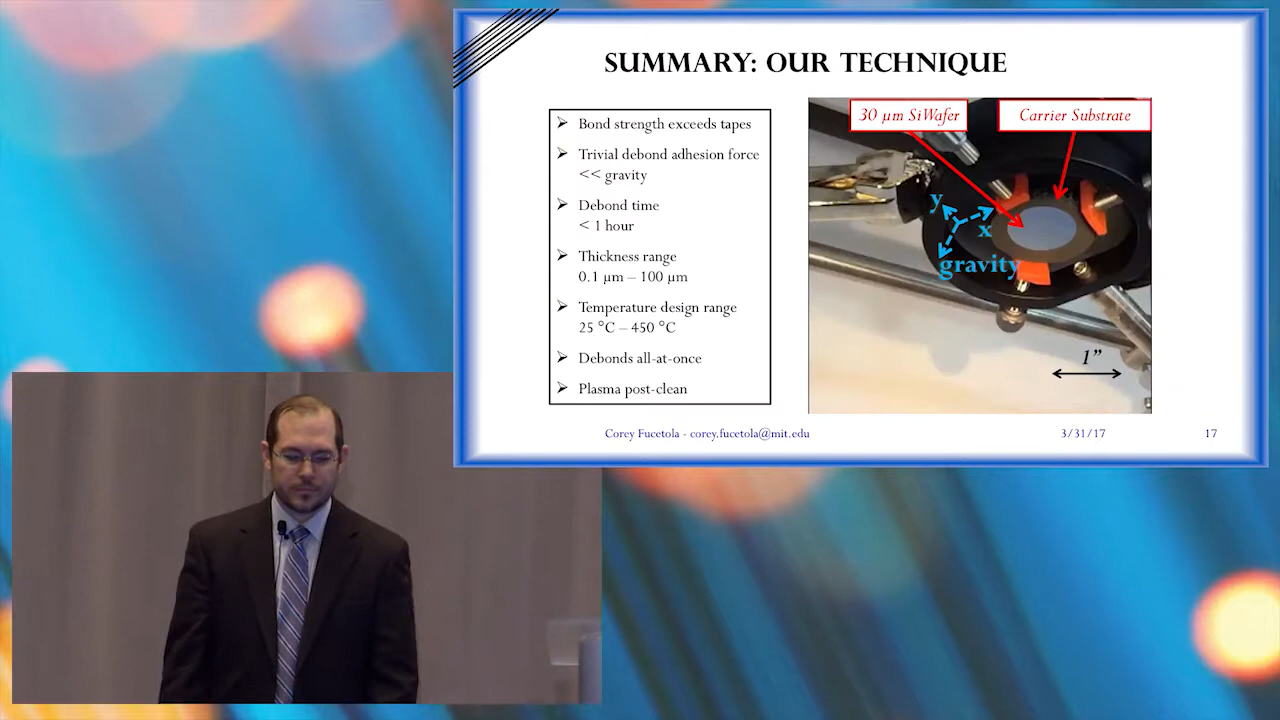 SUMMARY: OUR TECHNIQUE
Bond strength exceeds tapes
Trivial debond adhesion force
<< gravity
Debond time
< 1 hour
Thickness range
0.1 µm – 100 µm
Temperature design range
25 °C – 450 °C
Debonds all-at-once
Plasma post-clean
30 µm SiWafer
Carrier Substrate
y
x
gravity
1”
Corey Fucetola - corey.fucetola@mit.edu
3/31/17
17